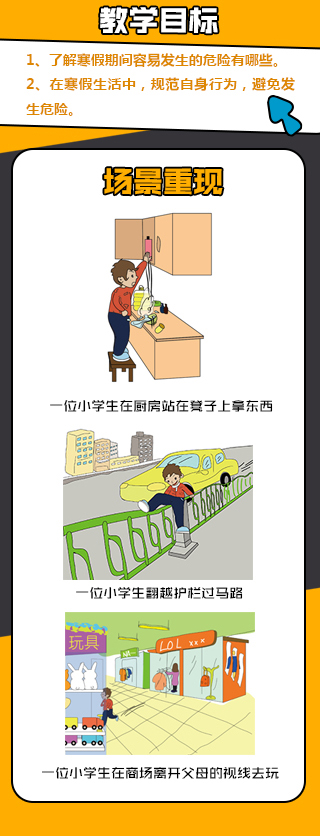 教学目标
1、了解寒假期间容易发生的危险有哪些。
2、在寒假生活中，规范自身行为，避免发
生危险。
场景重现
一位小学生在厨房站在凳子上拿东西
一位小学生翻越护栏过马路
玩具
NA
LOL xxx
一位小学生在商场离开父母的视线去玩